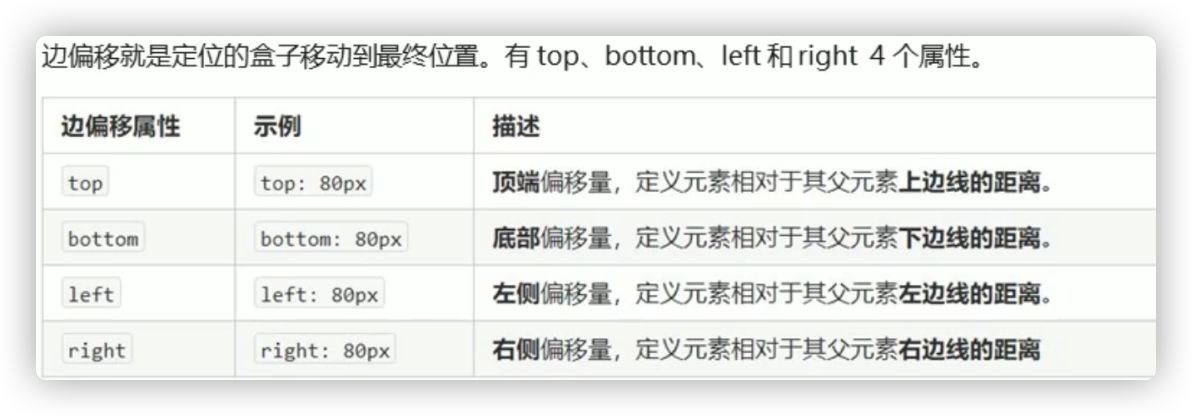 边偏移就是定位的盒子移动到最终位置。有 top、bottom、left 和 right 4 个属性。
边偏移属性 示例 描述
top top: 80px 顶端偏移量，定义元素相对于其父元素上边线的距离。
bottom bottom: 80px 底部偏移量，定义元素相对于其父元素下边线的距离。
left left: 80px 左侧偏移量，定义元素相对于其父元素左边线的距离。
right right: 80px 右侧偏移量，定义元素相对于其父元素右边线的距离